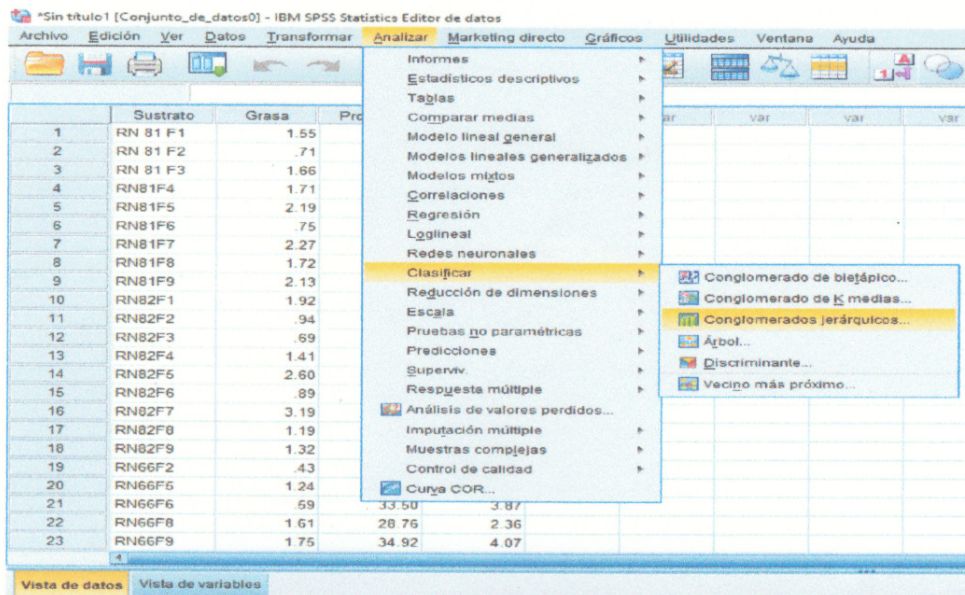 *Sin título1 [Conjunto_de_datos0] - IBM SPSS Statistics Editor de datos
Archivo Edición Ver Datos Transformar Analizar Marketing directo Gráficos Utilidades Ventana Ayuda
Informes
Estadísticos descriptivos
Tablas
Comparar medias
Modelo lineal general
Modelos lineales generalizados
Modelos mixtos
Correlaciones
Regresión
Loglineal
Redes neuronales
Clasificar
Reducción de dimensiones
Escala
Pruebas no paramétricas
Predicciones
Superviv.
Respuesta múltiple
Análisis de valores perdidos...
Imputación múltiple
Muestras complejas
Control de calidad
Curva COR...
Conglomerado de bietápico...
Conglomerado de K medias...
Conglomerados jerárquicos...
Árbol...
Discriminante...
Vecino más próximo...
Sustrato Grasa Pro ar var var var
1 RN 81 F1 1.55
2 RN 81 F2 .71
3 RN 81 F3 1.66
4 RN81F4 1.71
5 RN81F5 2.19
6 RN81F6 .75
7 RN81F7 2.27
8 RN81F8 1.72
9 RN81F9 2.13
10 RN82F1 1.92
11 RN82F2 .94
12 RN82F3 .69
13 RN82F4 1.41
14 RN82F5 2.60
15 RN82F6 .89
16 RN82F7 3.19
17 RN82F8 1.19
18 RN82F9 1.32
19 RN66F2 .43
20 RN66F5 1.24
21 RN66F6 .59 33.50 3.87
22 RN66F8 1.61 28.76 2.36
23 RN66F9 1.75 34.92 4.07
Vista de datos Vista de variables